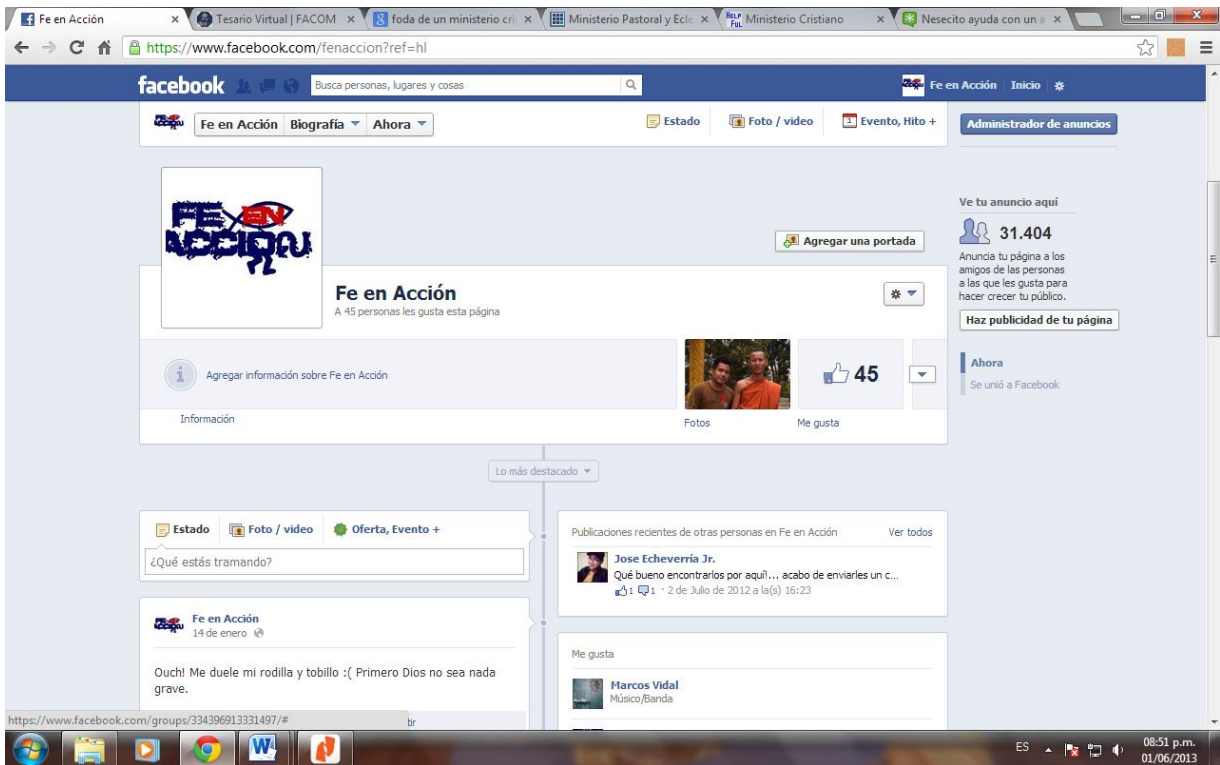 Fe en Acción
Tesario Virtual | FACOM
foda de un ministerio c
Ministerio Pastoral y Ecle
HELP FUL
Ministerio Cristiano
Nesecito ayuda con un a
https://www.facebook.com/fenaccion?ref=hl
facebook
Busca personas, lugares y cosas
Fe en Acción Inicio
Fe en Acción Biografía Ahora
Estado Foto / video Evento, Hito +
Administrador de anuncios
FE EN
ACCION
Agregar una portada
Fe en Acción
A 45 personas les gusta esta página
Agregar información sobre Fe en Acción
45
Información
Fotos
Me gusta
Ve tu anuncio aquí
31.404
Anuncia tu página a los
amigos de las personas
a las que les gusta para
hacer crecer tu público.
Haz publicidad de tu página
Ahora
Se unió a Facebook
Lo más destacado
Estado Foto / video Oferta, Evento +
¿Qué estás tramando?
Fe en Acción
14 de enero
Ouch! Me duele mi rodilla y tobillo :( Primero Dios no sea nada
grave.
Publicaciones recientes de otras personas en Fe en Acción Ver todos
Jose Echeverría Jr.
Qué bueno encontrarlos por aquí!... acabo de enviarles un c...
1 1 · 2 de Julio de 2012 a la(s) 16:23
Me gusta
Marcos Vidal
Músico/Banda
https://www.facebook.com/groups/334396913331497/#
ES
08:51 p.m.
01/06/2013